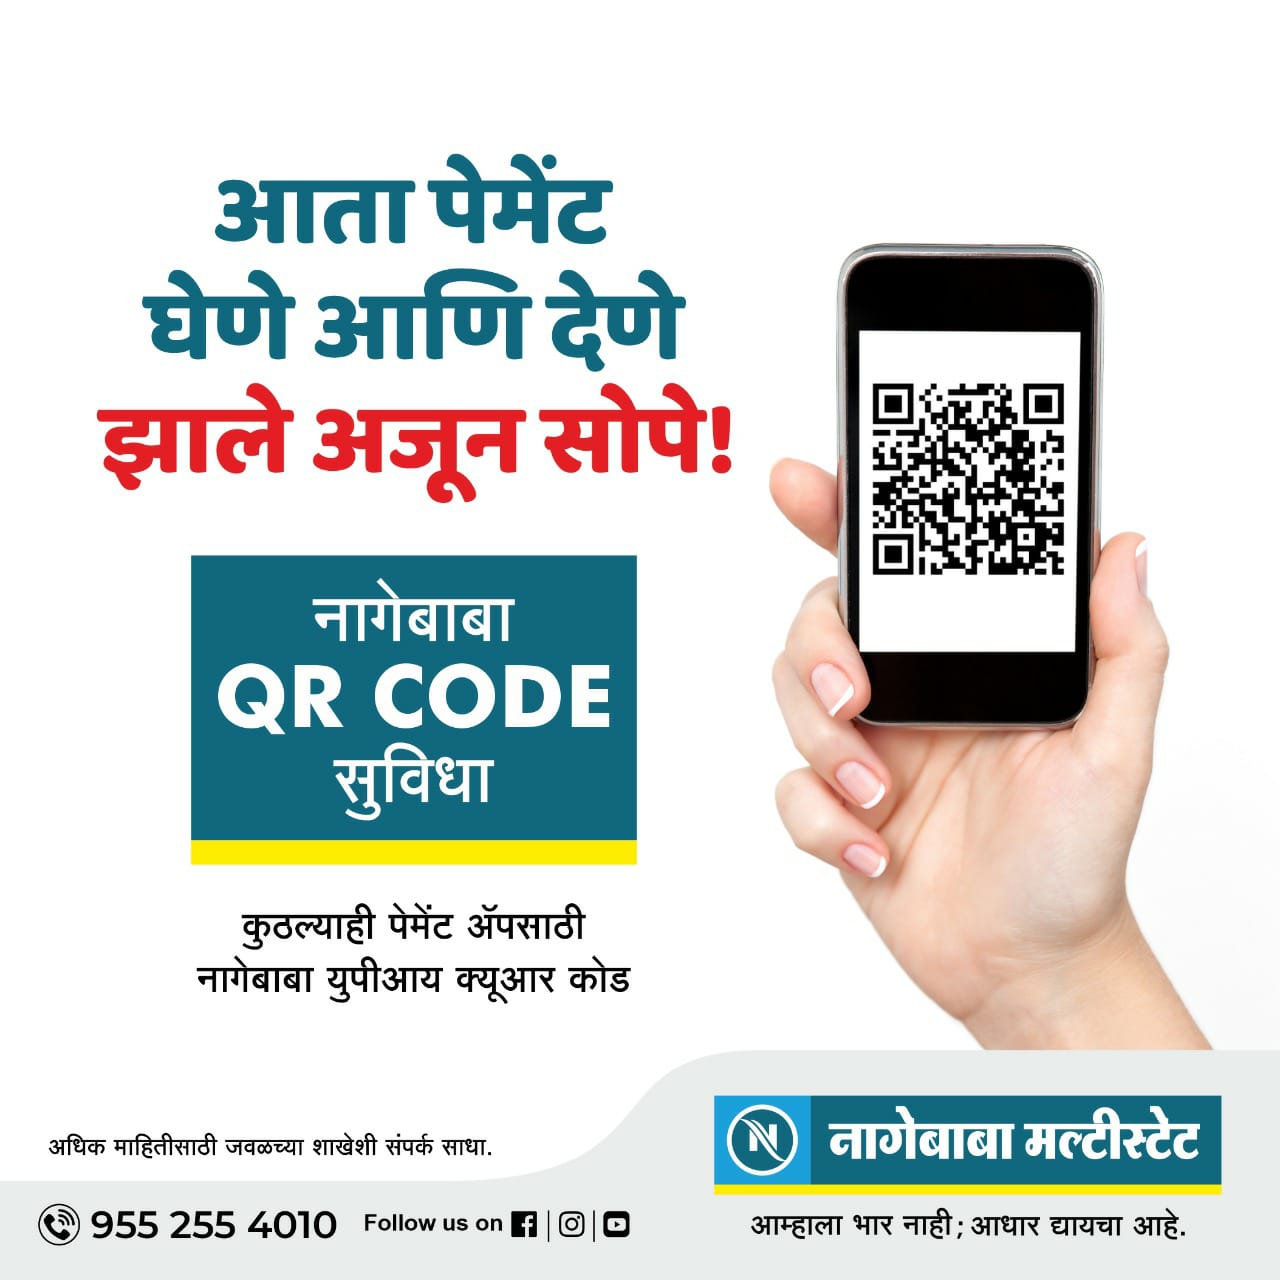 आता पेमेंट
घेणे आणि देणे
झाले अजून सोपे!
नागेबाबा
QR CODE
सुविधा
कुठल्याही पेमेंट ॲपसाठी
नागेबाबा युपीआय क्यूआर कोड
अधिक माहितीसाठी जवळच्या शाखेशी संपर्क साधा.
955 255 4010 Follow us on
N नागेबाबा मल्टीस्टेट
आम्हाला भार नाही; आधार द्यायचा आहे.